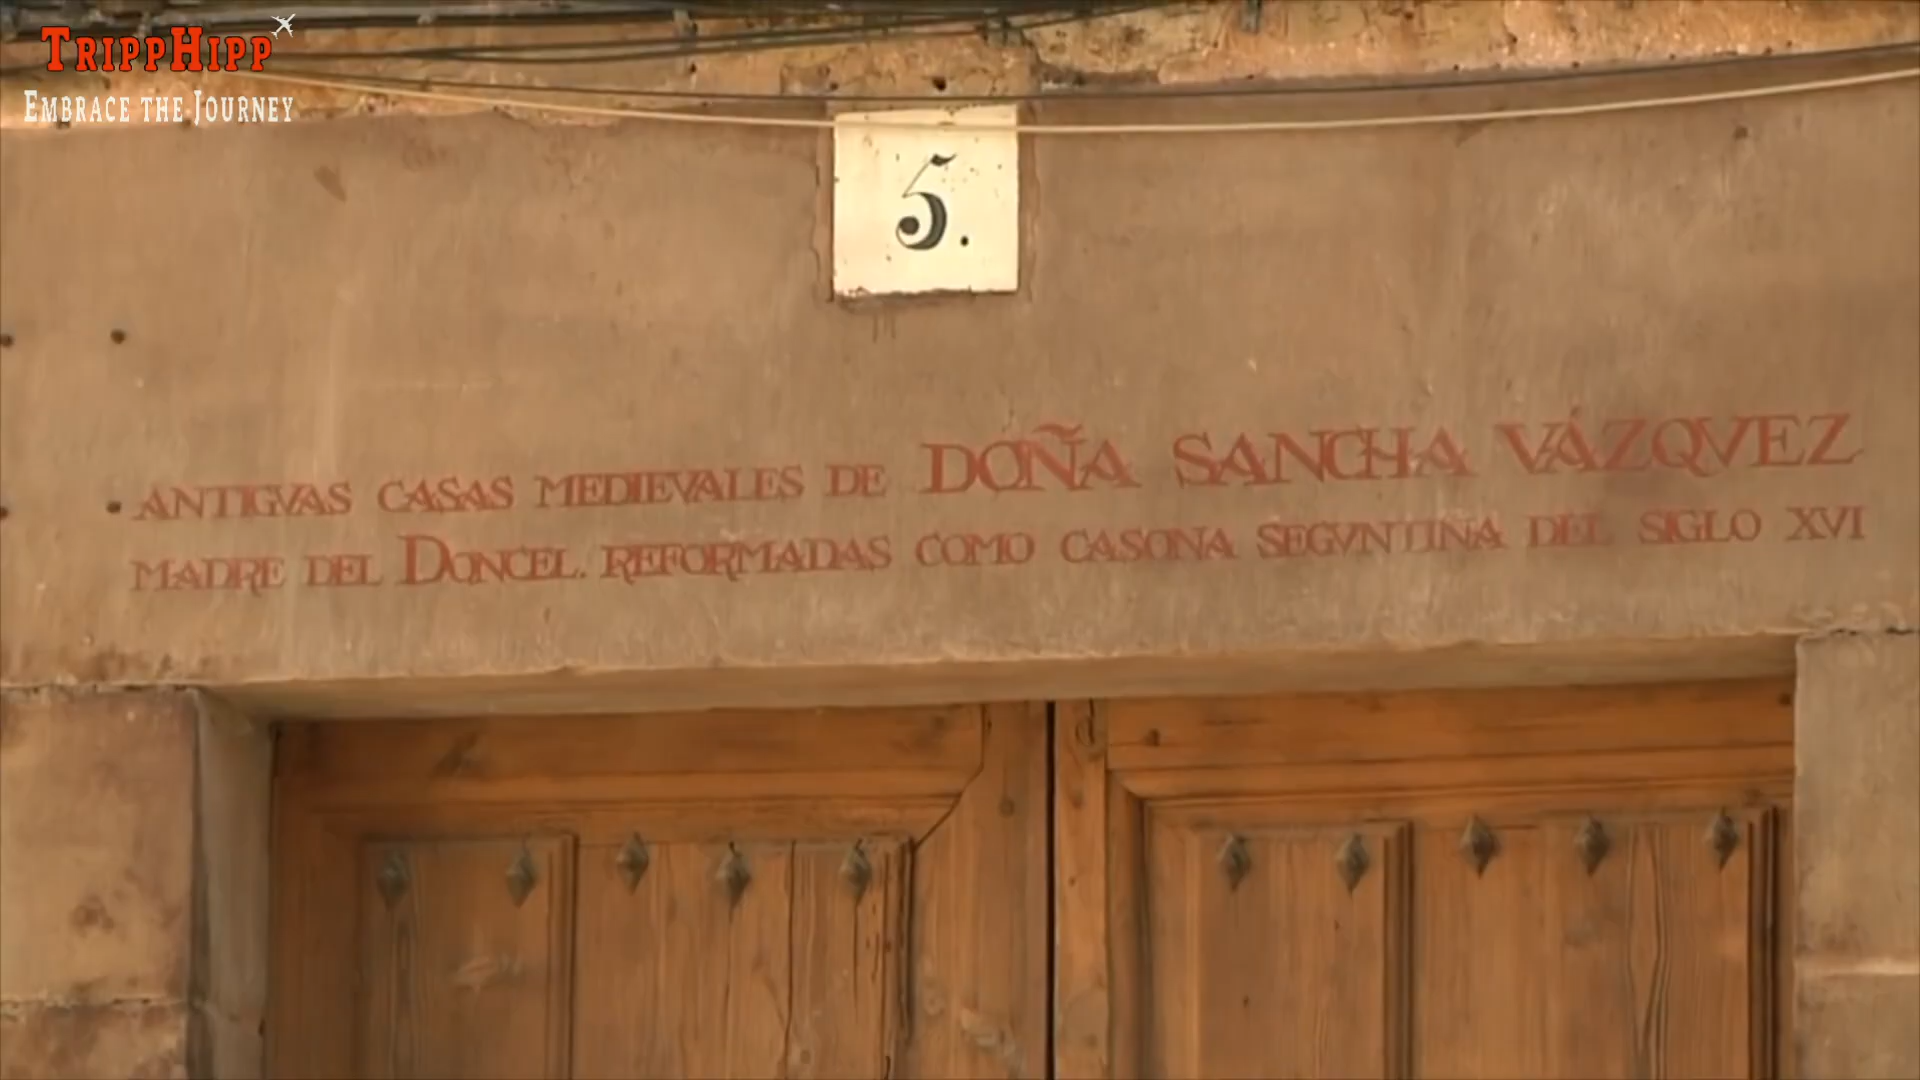 TRIPPHIPP
EMBRACE THE JOURNEY
5.
ANTIGVAS CASAS MEDIEVALES DE DOÑA SANCHA VÁZQVEZ
MADRE DEL DONCEL. REFORMADAS COMO CASONA SEGVNTINA DEL SIGLO XVI